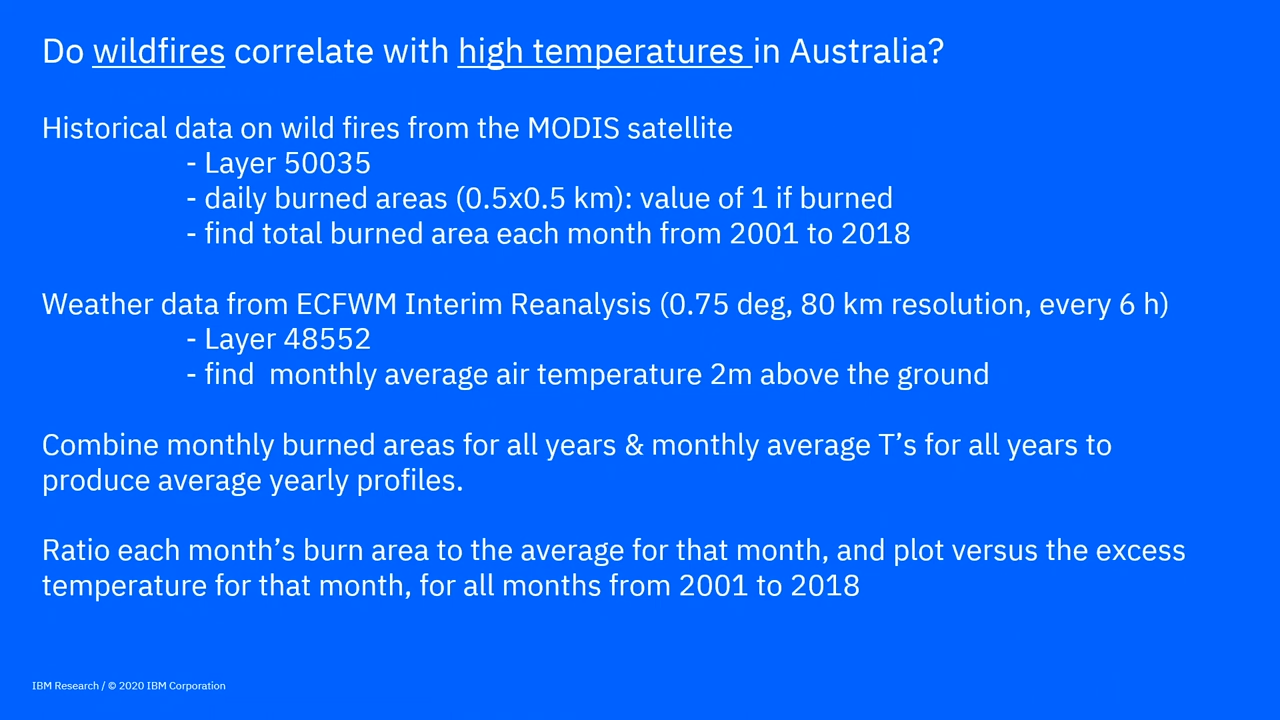 Do wildfires correlate with high temperatures in Australia?
Historical data on wild fires from the MODIS satellite
- Layer 50035
- daily burned areas (0.5x0.5 km): value of 1 if burned
- find total burned area each month from 2001 to 2018
Weather data from ECFWM Interim Reanalysis (0.75 deg, 80 km resolution, every 6 h)
- Layer 48552
- find  monthly average air temperature 2m above the ground
Combine monthly burned areas for all years & monthly average T’s for all years to
produce average yearly profiles.
Ratio each month’s burn area to the average for that month, and plot versus the excess
temperature for that month, for all months from 2001 to 2018
IBM Research / © 2020 IBM Corporation